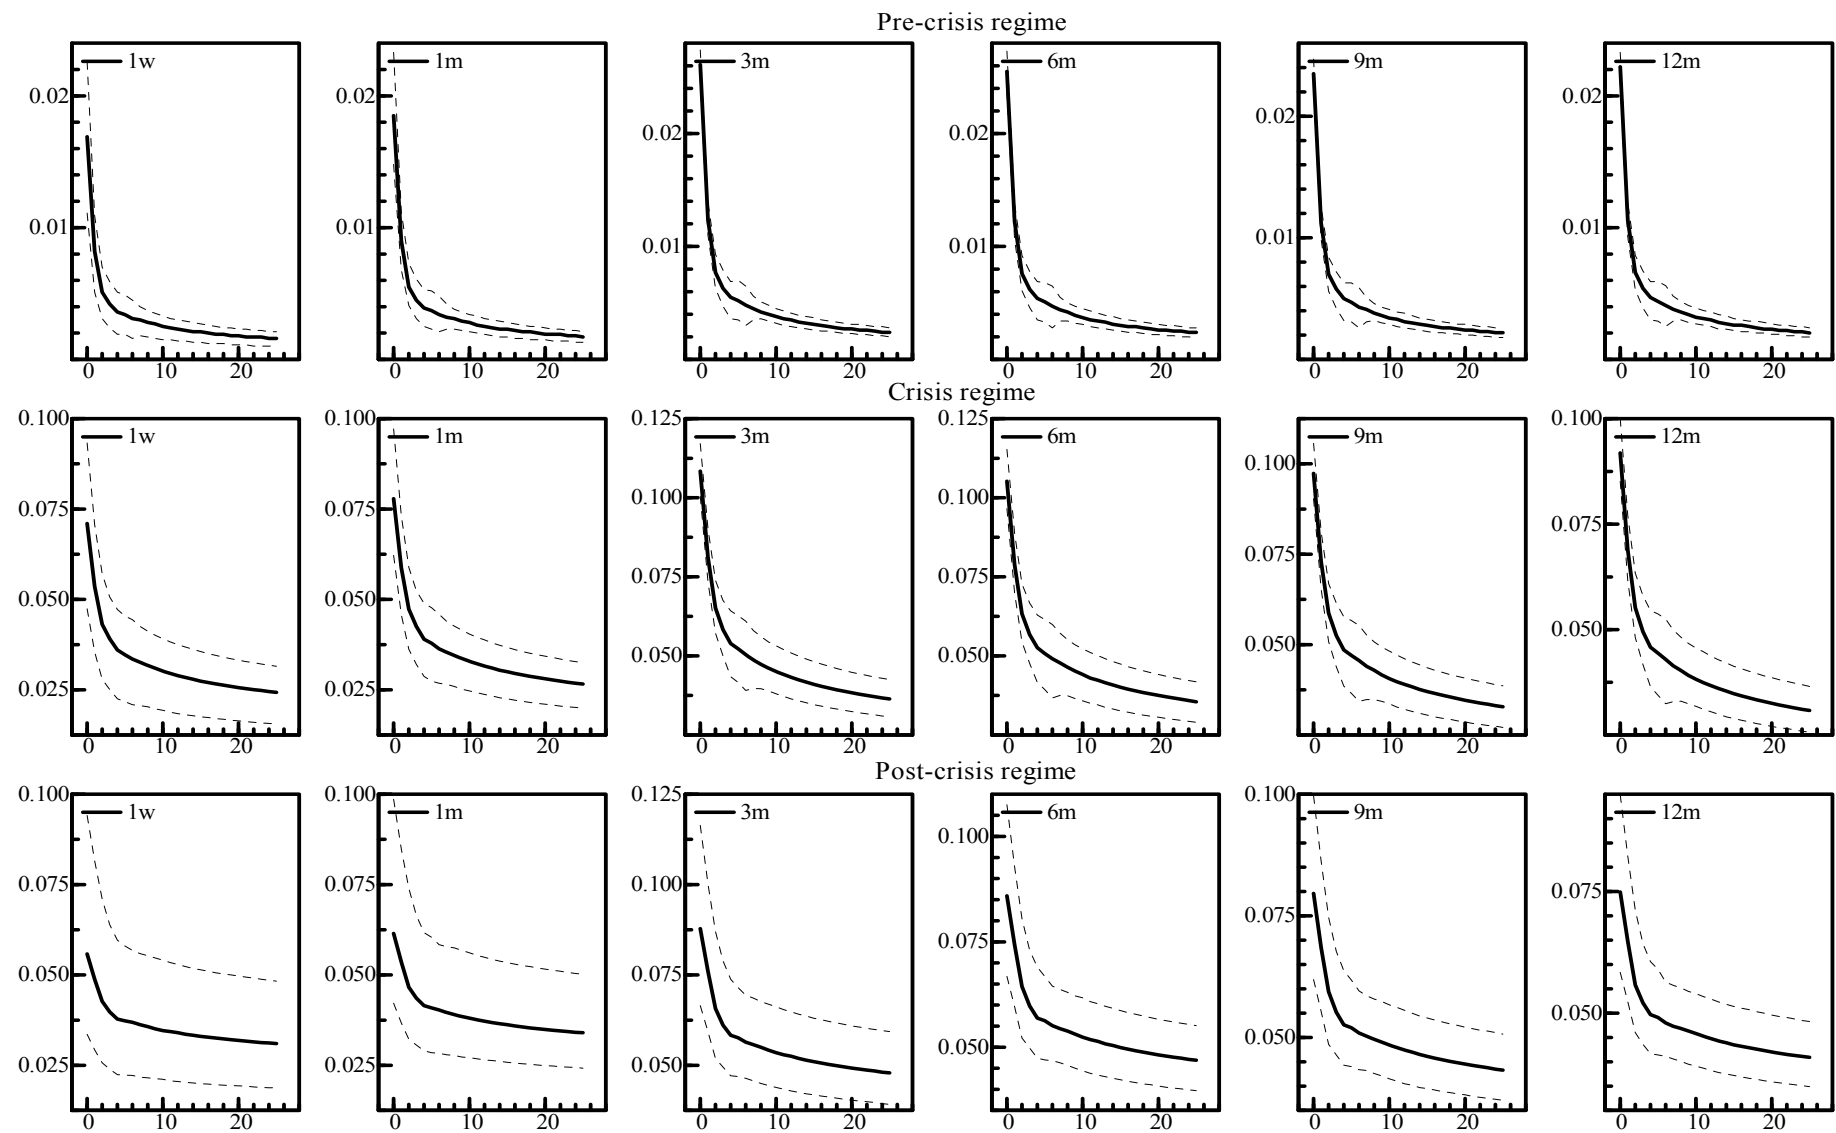 Pre-crisis regime
1w 1m 3m 6m 9m 12m
0.02 0.02 0.02 0.02 0.02 0.02
0.01 0.01 0.01 0.01 0.01 0.01
0 10 20 0 10 20 0 10 20 0 10 20 0 10 20 0 10 20
Crisis regime
0.100 0.100 0.125 0.125 0.100
1w 1m 3m 6m 9m 12m
0.100
0.100 0.100
0.075 0.075 0.075
0.075
0.075 0.075
0.050 0.050
0.050
0.050
0.050 0.050
0.025 0.025
0 10 20 0 10 20 0 10 20 0 10 20 0 10 20 0 10 20
Post-crisis regime
0.100 0.100 0.125 0.100
1w 1m 3m 6m 9m 12m
0.100
0.075 0.075 0.100 0.075
0.075
0.075
0.050 0.050 0.075
0.050
0.050
0.050
0.025 0.025 0.050
0 10 20 0 10 20 0 10 20 0 10 20 0 10 20 0 10 20